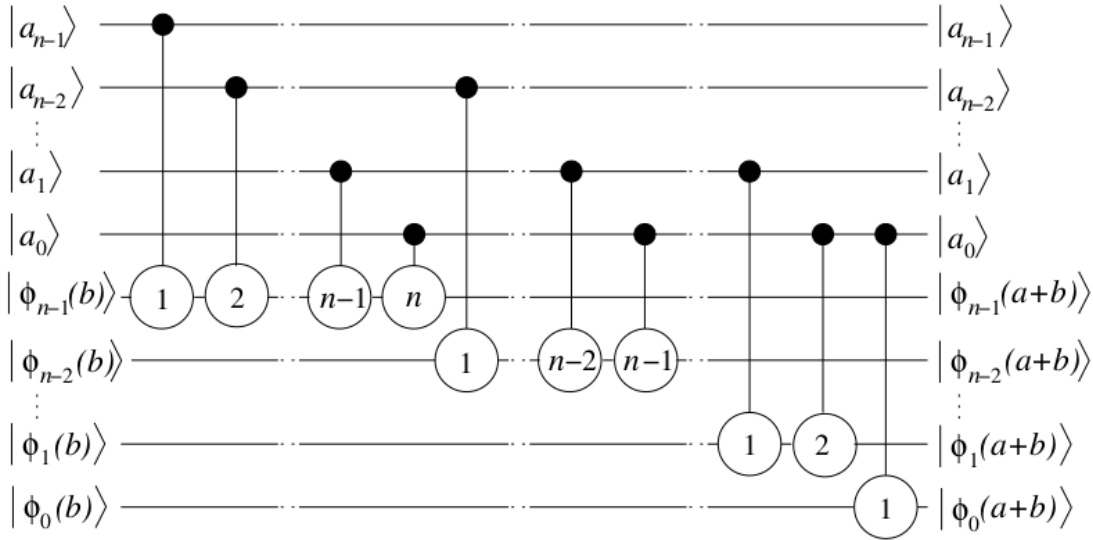 |a_{n−1}⟩ |a_{n−1}⟩
|a_{n−2}⟩ |a_{n−2}⟩
|a_1⟩ |a_1⟩
|a_0⟩ |a_0⟩
|ϕ_{n−1}(b)⟩ 1 2 n−1 n |ϕ_{n−1}(a+b)⟩
|ϕ_{n−2}(b)⟩ 1 n−2 n−1 |ϕ_{n−2}(a+b)⟩
|ϕ_1(b)⟩ 1 2 |ϕ_1(a+b)⟩
|ϕ_0(b)⟩ 1 |ϕ_0(a+b)⟩